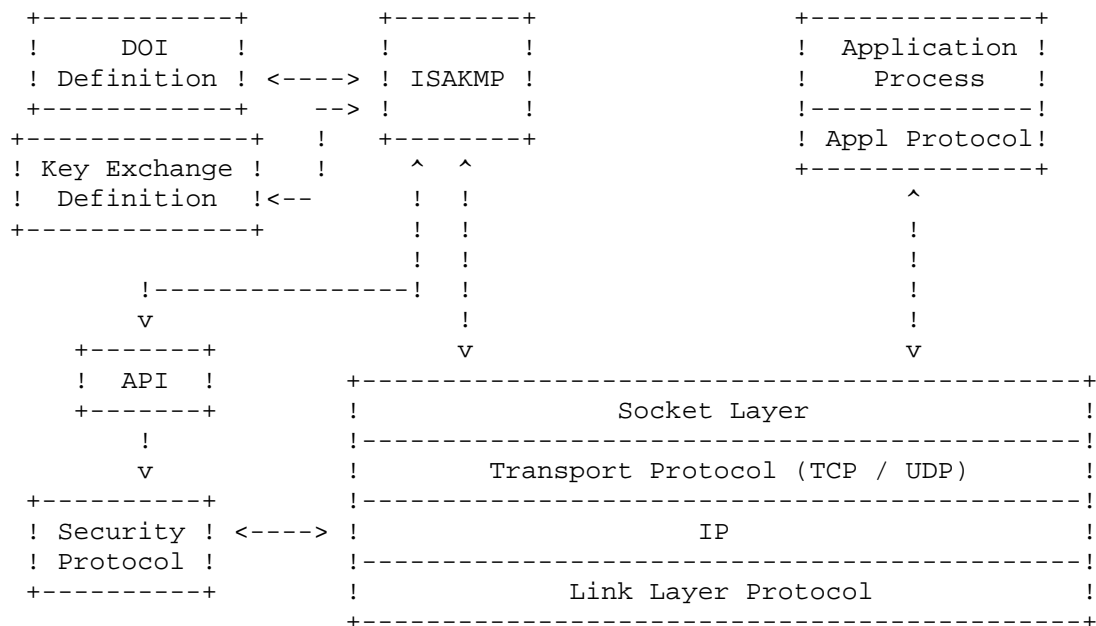 DOI
Definition
ISAKMP
Application
Process
Appl Protocol
Key Exchange
Definition
API
Socket Layer
Transport Protocol (TCP / UDP)
Security
Protocol
IP
Link Layer Protocol